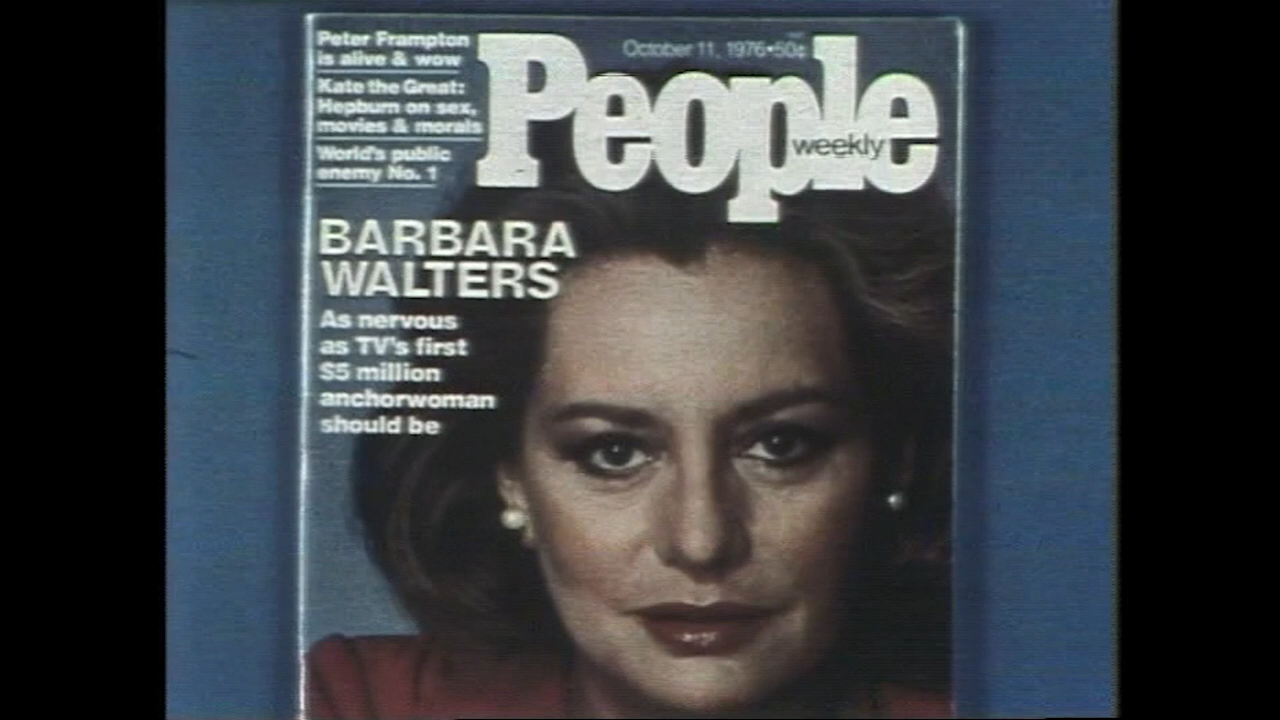 Peter Frampton
is alive & wow
Kate the Great:
Hepburn on sex,
movies & morals
World's public
enemy No. 1
October 11, 1976•50¢
People
weekly
BARBARA
WALTERS
As nervous
as TV's first
$5 million
anchorwoman
should be